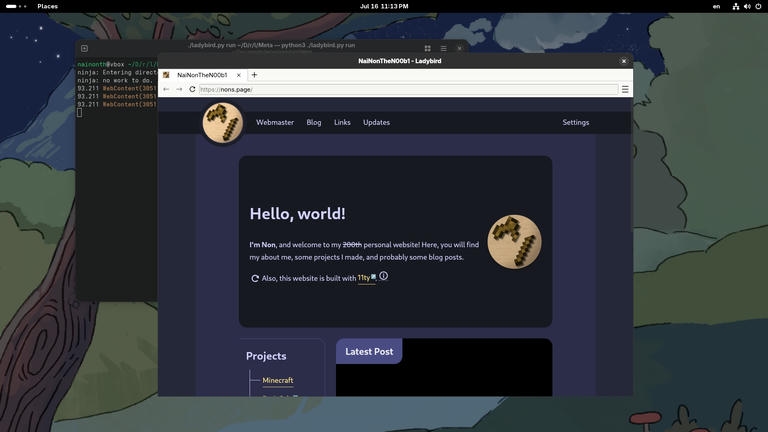 Places
Jul 16 11:13 PM
en
./ladybird.py run ~/D/r/l/Meta — python3 ./ladybird.py run
nainonth@vbox ~/D/r/l/
ninja: Entering direct
ninja: no work to do.
93.211 WebContent(3051
93.211 WebContent(3051
93.211 WebContent(3051
NaiNonTheN00b1 - Ladybird
NaiNonTheN00b1
https://nons.page/
Webmaster Blog Links Updates Settings
Hello, world!
I'm Non, and welcome to my 200th personal website! Here, you will find
my about me, some projects I made, and probably some blog posts.
Also, this website is built with 11ty.
Projects
Minecraft
Latest Post